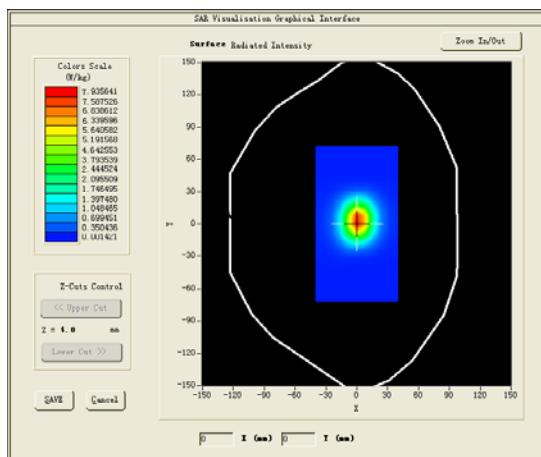 SAR Visualisation Graphical Interface
Surface Radiated Intensity
Zoom In/Out
Colors Scale
(W/kg)
7.935641
7.587526
6.838612
6.339596
5.640582
5.191568
4.642553
3.793539
2.444524
2.095509
1.746495
1.397480
1.048465
0.699451
0.350436
0.001421
Z-Cuts Control
<< Upper Cut
Z = 4.0 mm
Lower Cut >>
SAVE Cancel
150
120
90
60
30
0
-30
-60
-90
-120
-150
Y
-150 -120 -90 -60 -30 0 30 60 90 120 150
X
0 X (mm) 0 Y (mm)